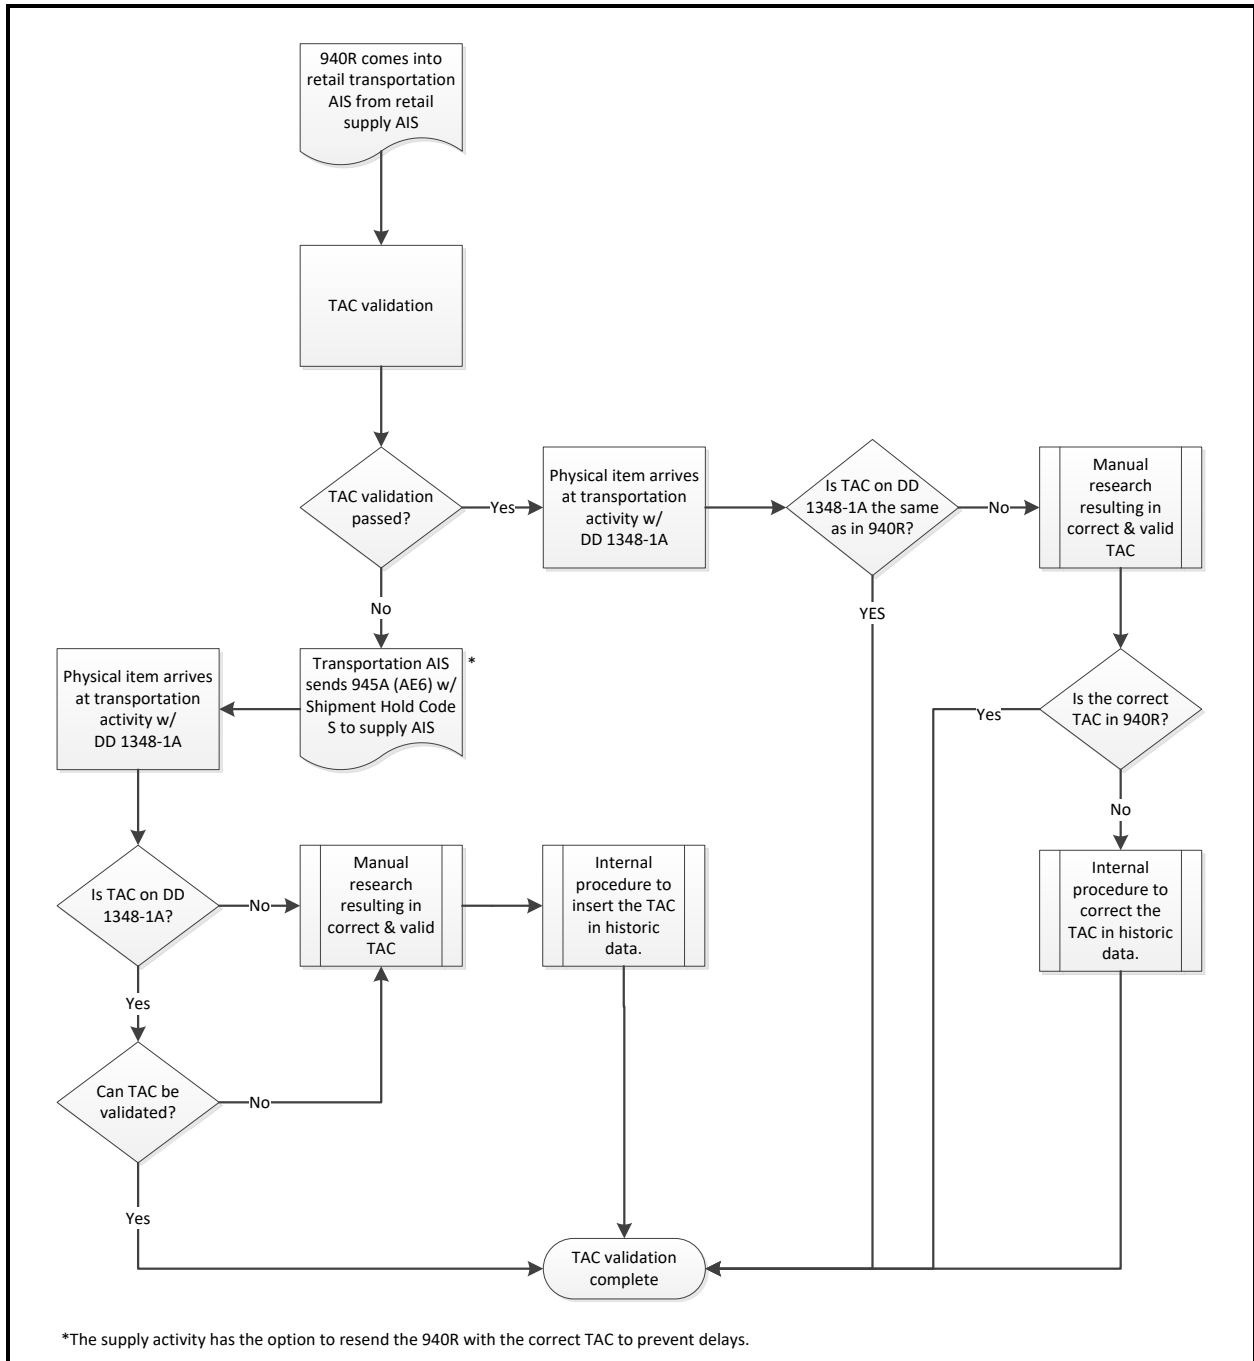 940R comes into
retail transportation
AIS from retail
supply AIS
TAC validation
TAC validation
passed?
Yes
Physical item arrives
at transportation
activity w/
DD 1348-1A
Is TAC on DD
1348-1A the same
as in 940R?
No
Manual
research
resulting in
correct & valid
TAC
No
YES
Physical item arrives
at transportation
activity w/
DD 1348-1A
Transportation AIS
sends 945A (AE6) w/
Shipment Hold Code
S to supply AIS
*
Yes
Is the correct
TAC in 940R?
No
Is TAC on DD
1348-1A?
No
Manual
research
resulting in
correct & valid
TAC
Internal
procedure to
insert the TAC
in historic
data.
Internal
procedure to
correct the
TAC in historic
data.
Yes
Can TAC be
validated?
No
Yes
TAC validation
complete
*The supply activity has the option to resend the 940R with the correct TAC to prevent delays.